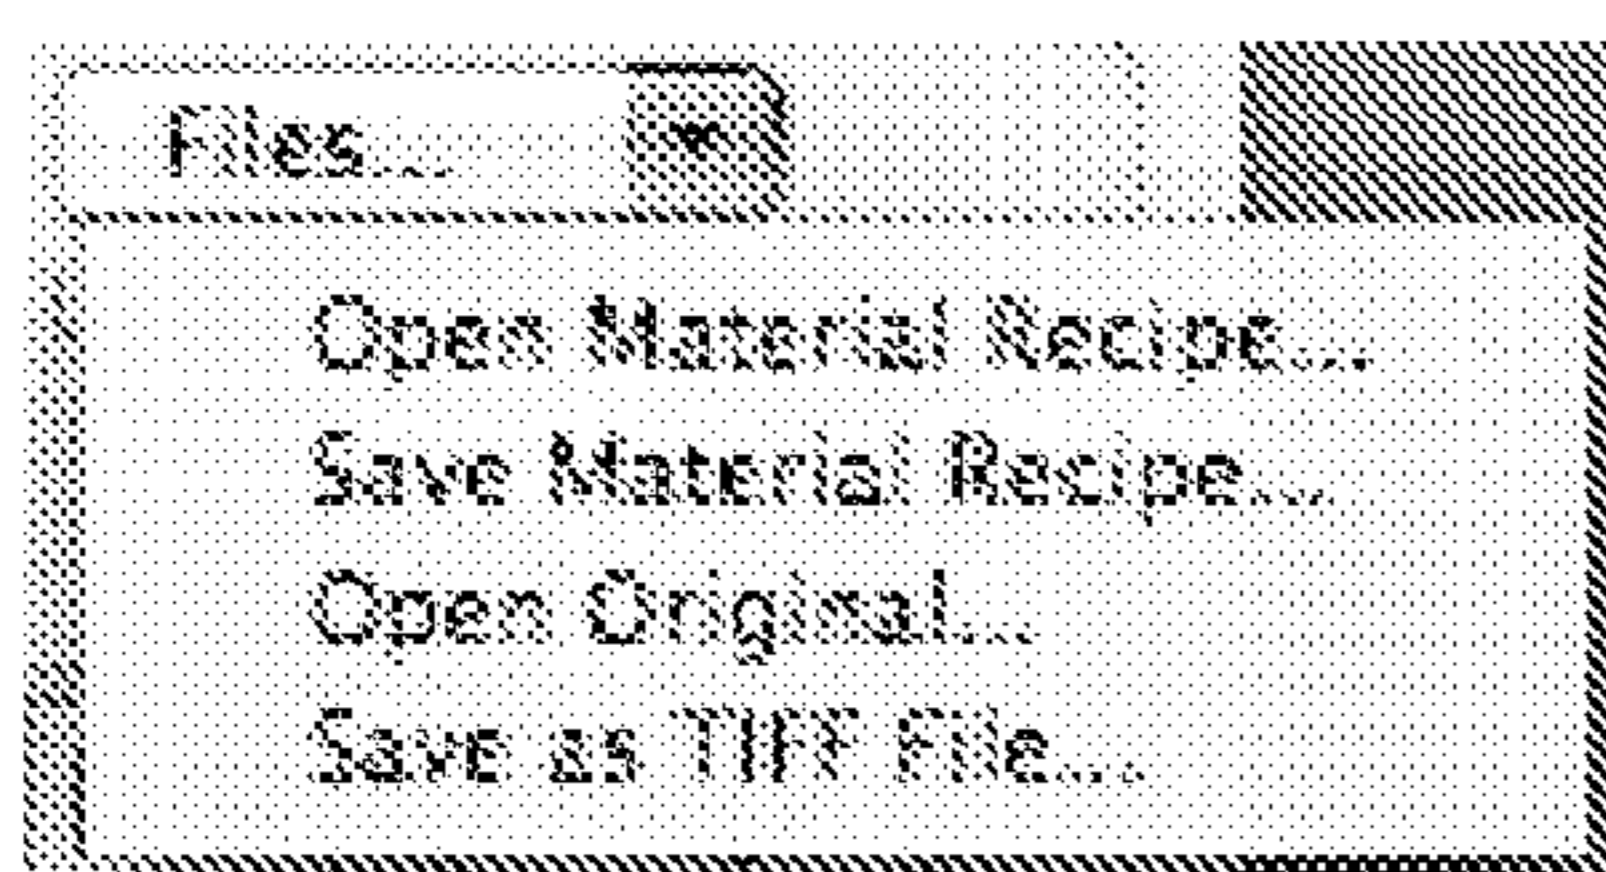 Files...
Open Material Recipe...
Save Material Recipe...
Open Original...
Save as TIFF File...